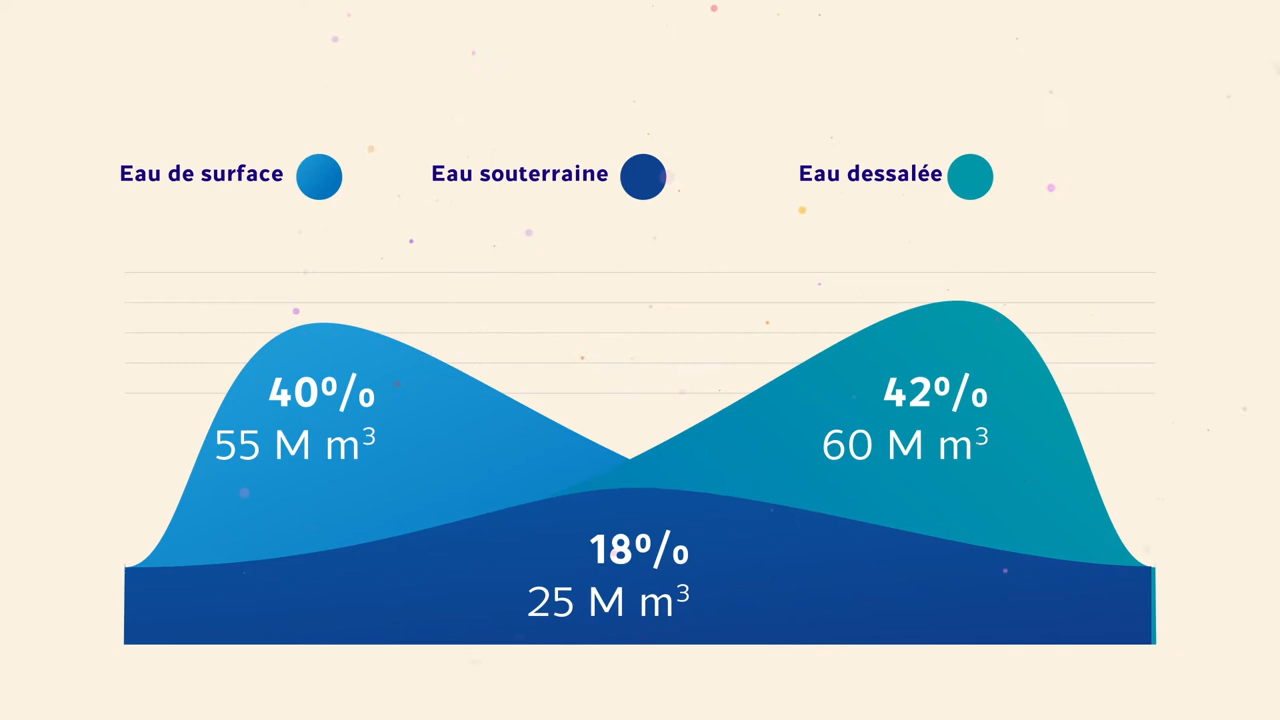 Eau de surface
Eau souterraine
Eau dessalée
40%
55 M m³
42%
60 M m³
18%
25 M m³